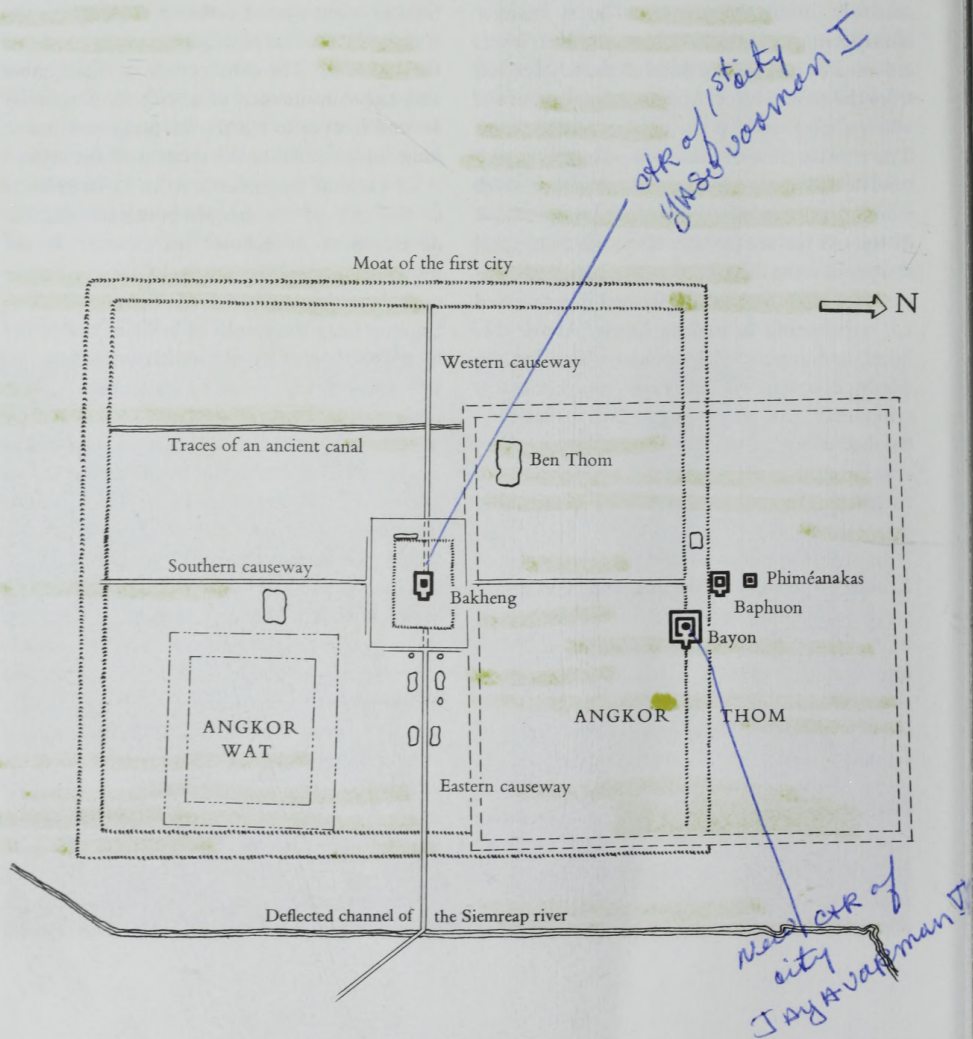 ctr of 1st city
Yasovarman I
Moat of the first city
N
Western causeway
Traces of an ancient canal
Ben Thom
Southern causeway
Bakheng
Phiméanakas
Baphuon
Bayon
ANGKOR THOM
ANGKOR
WAT
Eastern causeway
Deflected channel of the Siemreap river
New ctr of
city